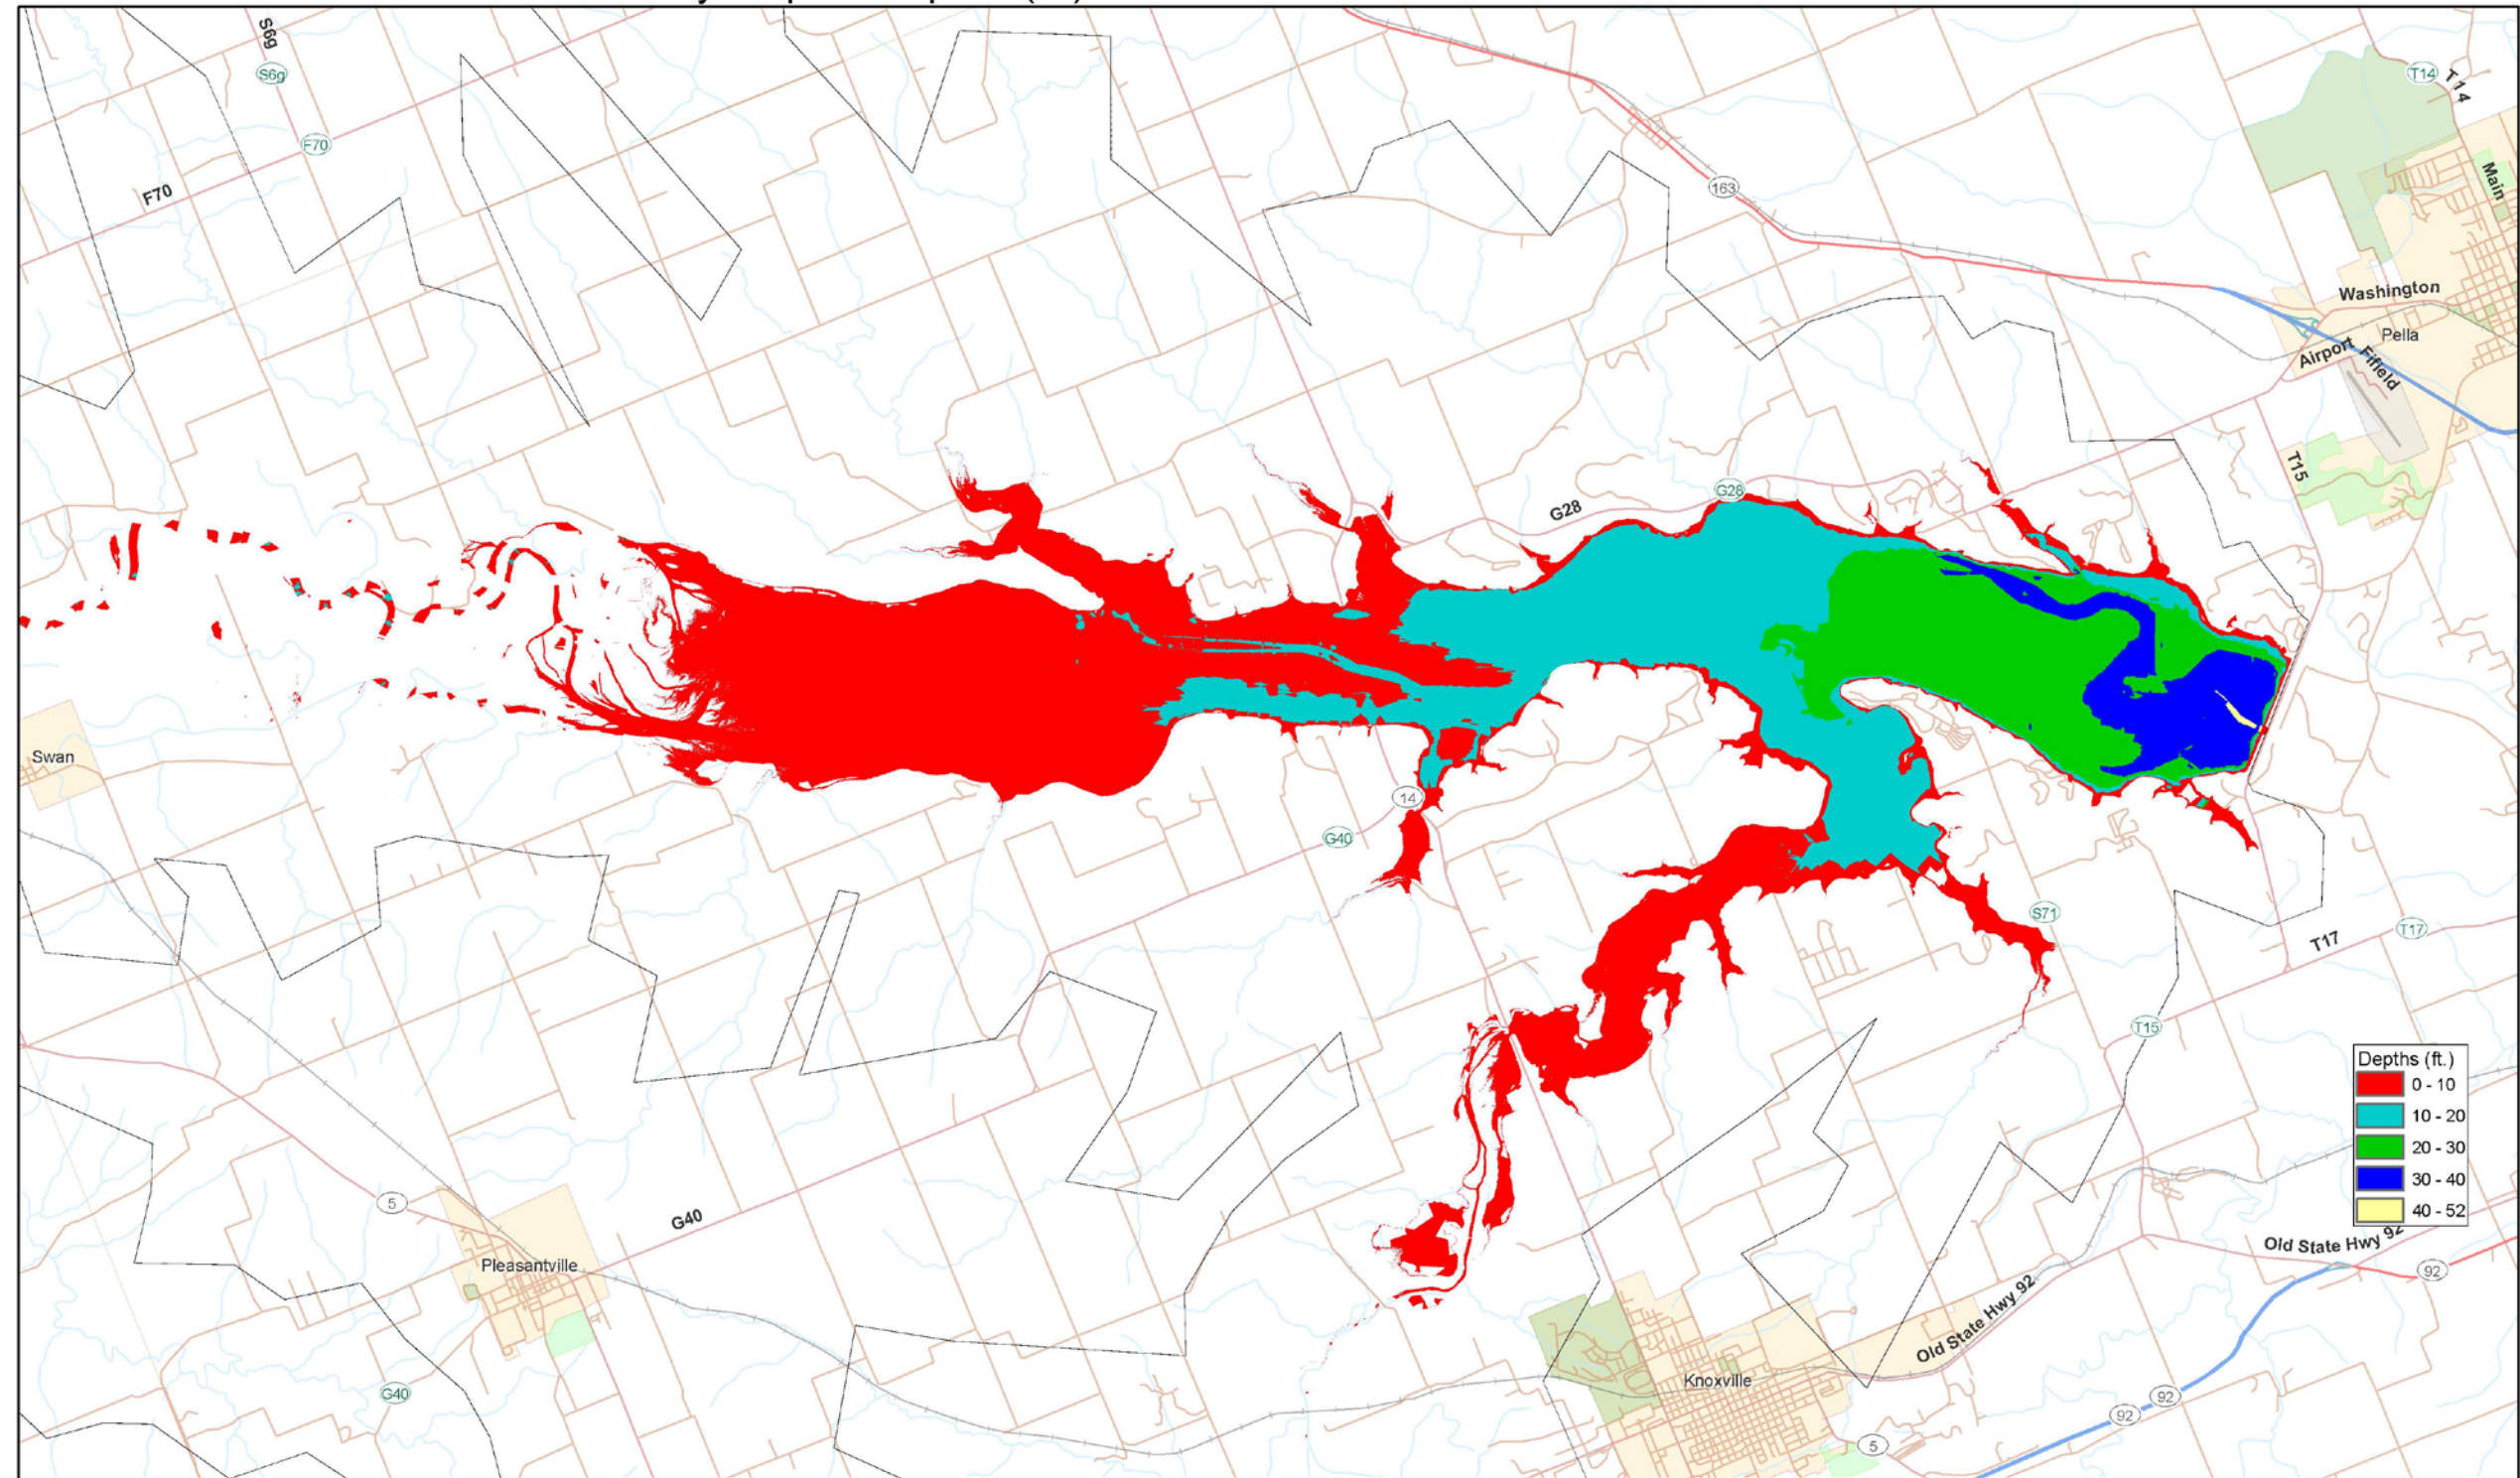 S6g
S6g
T14
T14
F70
F70
163
Main
Washington
Pella
Airport
Fifield
T15
G28
G28
Swan
14
G40
S71
T17
T17
T15
Depths (ft.)
0 - 10
10 - 20
20 - 30
30 - 40
40 - 52
5
G40
Pleasantville
Old State Hwy 92
92
Old State Hwy 92
Knoxville
G40
92
92
5